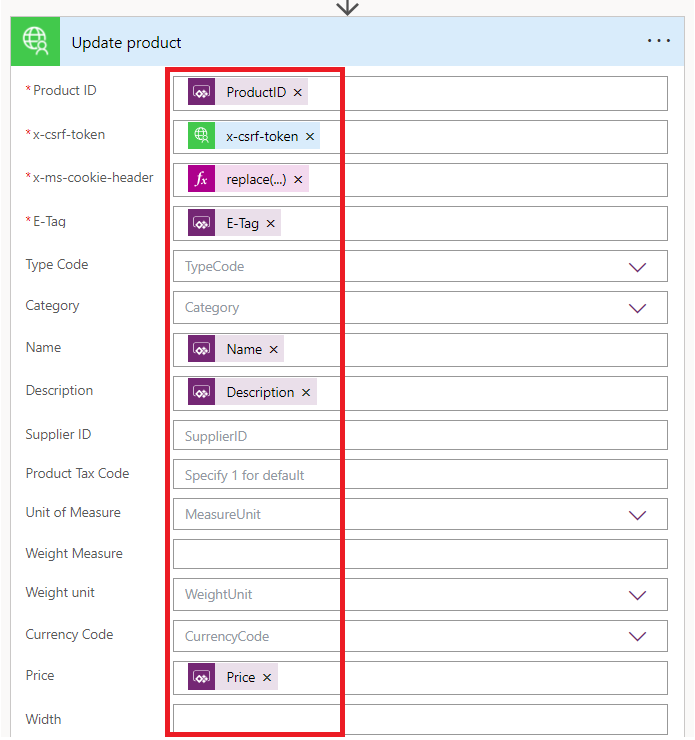 Update product
* Product ID ProductID ×
* x-csrf-token x-csrf-token ×
* x-ms-cookie-header fx replace(...) ×
* E-Tag E-Tag ×
Type Code TypeCode
Category Category
Name Name ×
Description Description ×
Supplier ID SupplierID
Product Tax Code Specify 1 for default
Unit of Measure MeasureUnit
Weight Measure
Weight unit WeightUnit
Currency Code CurrencyCode
Price Price ×
Width